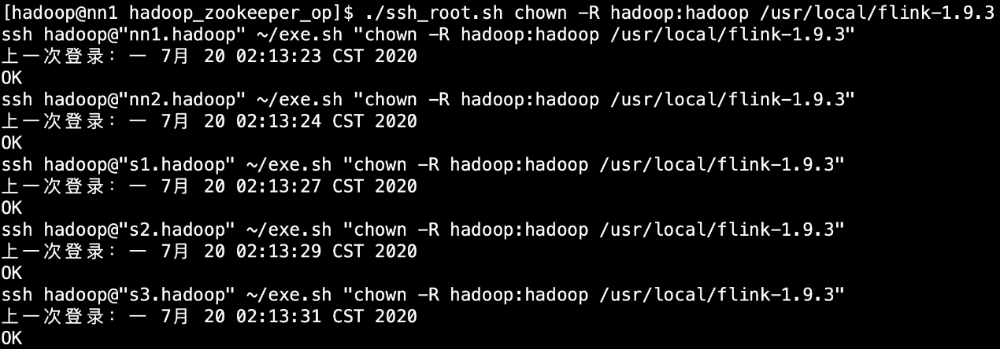 [hadoop@nn1 hadoop_zookeeper_op]$ ./ssh_root.sh chown -R hadoop:hadoop /usr/local/flink-1.9.3
ssh hadoop@"nn1.hadoop" ~/exe.sh "chown -R hadoop:hadoop /usr/local/flink-1.9.3"
上一次登录：一 7月 20 02:13:23 CST 2020
OK
ssh hadoop@"nn2.hadoop" ~/exe.sh "chown -R hadoop:hadoop /usr/local/flink-1.9.3"
上一次登录：一 7月 20 02:13:24 CST 2020
OK
ssh hadoop@"s1.hadoop" ~/exe.sh "chown -R hadoop:hadoop /usr/local/flink-1.9.3"
上一次登录：一 7月 20 02:13:27 CST 2020
OK
ssh hadoop@"s2.hadoop" ~/exe.sh "chown -R hadoop:hadoop /usr/local/flink-1.9.3"
上一次登录：一 7月 20 02:13:29 CST 2020
OK
ssh hadoop@"s3.hadoop" ~/exe.sh "chown -R hadoop:hadoop /usr/local/flink-1.9.3"
上一次登录：一 7月 20 02:13:31 CST 2020
OK